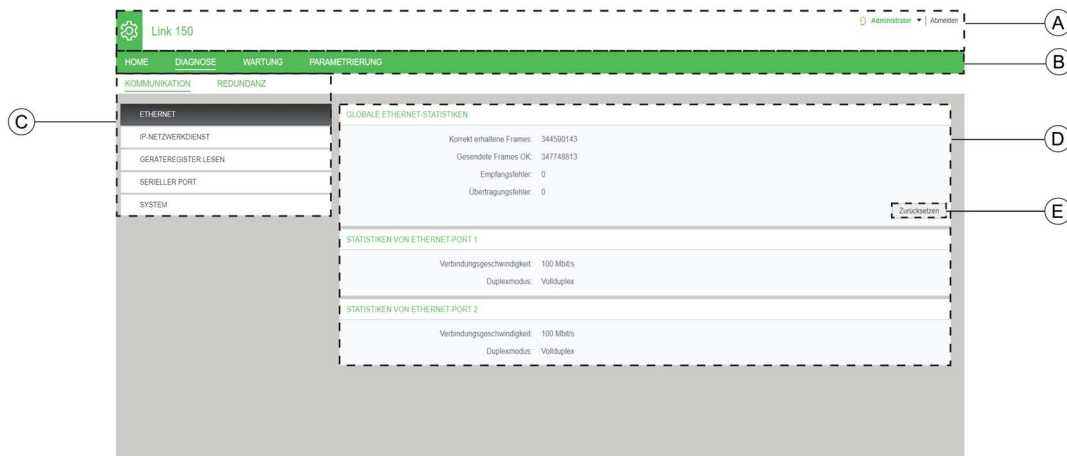 Link 150
Administrator | Abmelden
A
HOME DIAGNOSE WARTUNG PARAMETRIERUNG
B
KOMMUNIKATION REDUNDANZ
C
ETHERNET
IP-NETZWERKDIENST
GERÄTEREGISTER LESEN
SERIELLER PORT
SYSTEM
GLOBALE ETHERNET-STATISTIKEN
Korrekt erhaltene Frames: 344590143
D
Gesendete Frames OK: 347748813
Empfangsfehler: 0
Übertragungsfehler: 0
Zurücksetzen
E
STATISTIKEN VON ETHERNET-PORT 1
Verbindungsgeschwindigkeit: 100 Mbit/s
Duplexmodus: Vollduplex
STATISTIKEN VON ETHERNET-PORT 2
Verbindungsgeschwindigkeit: 100 Mbit/s
Duplexmodus: Vollduplex